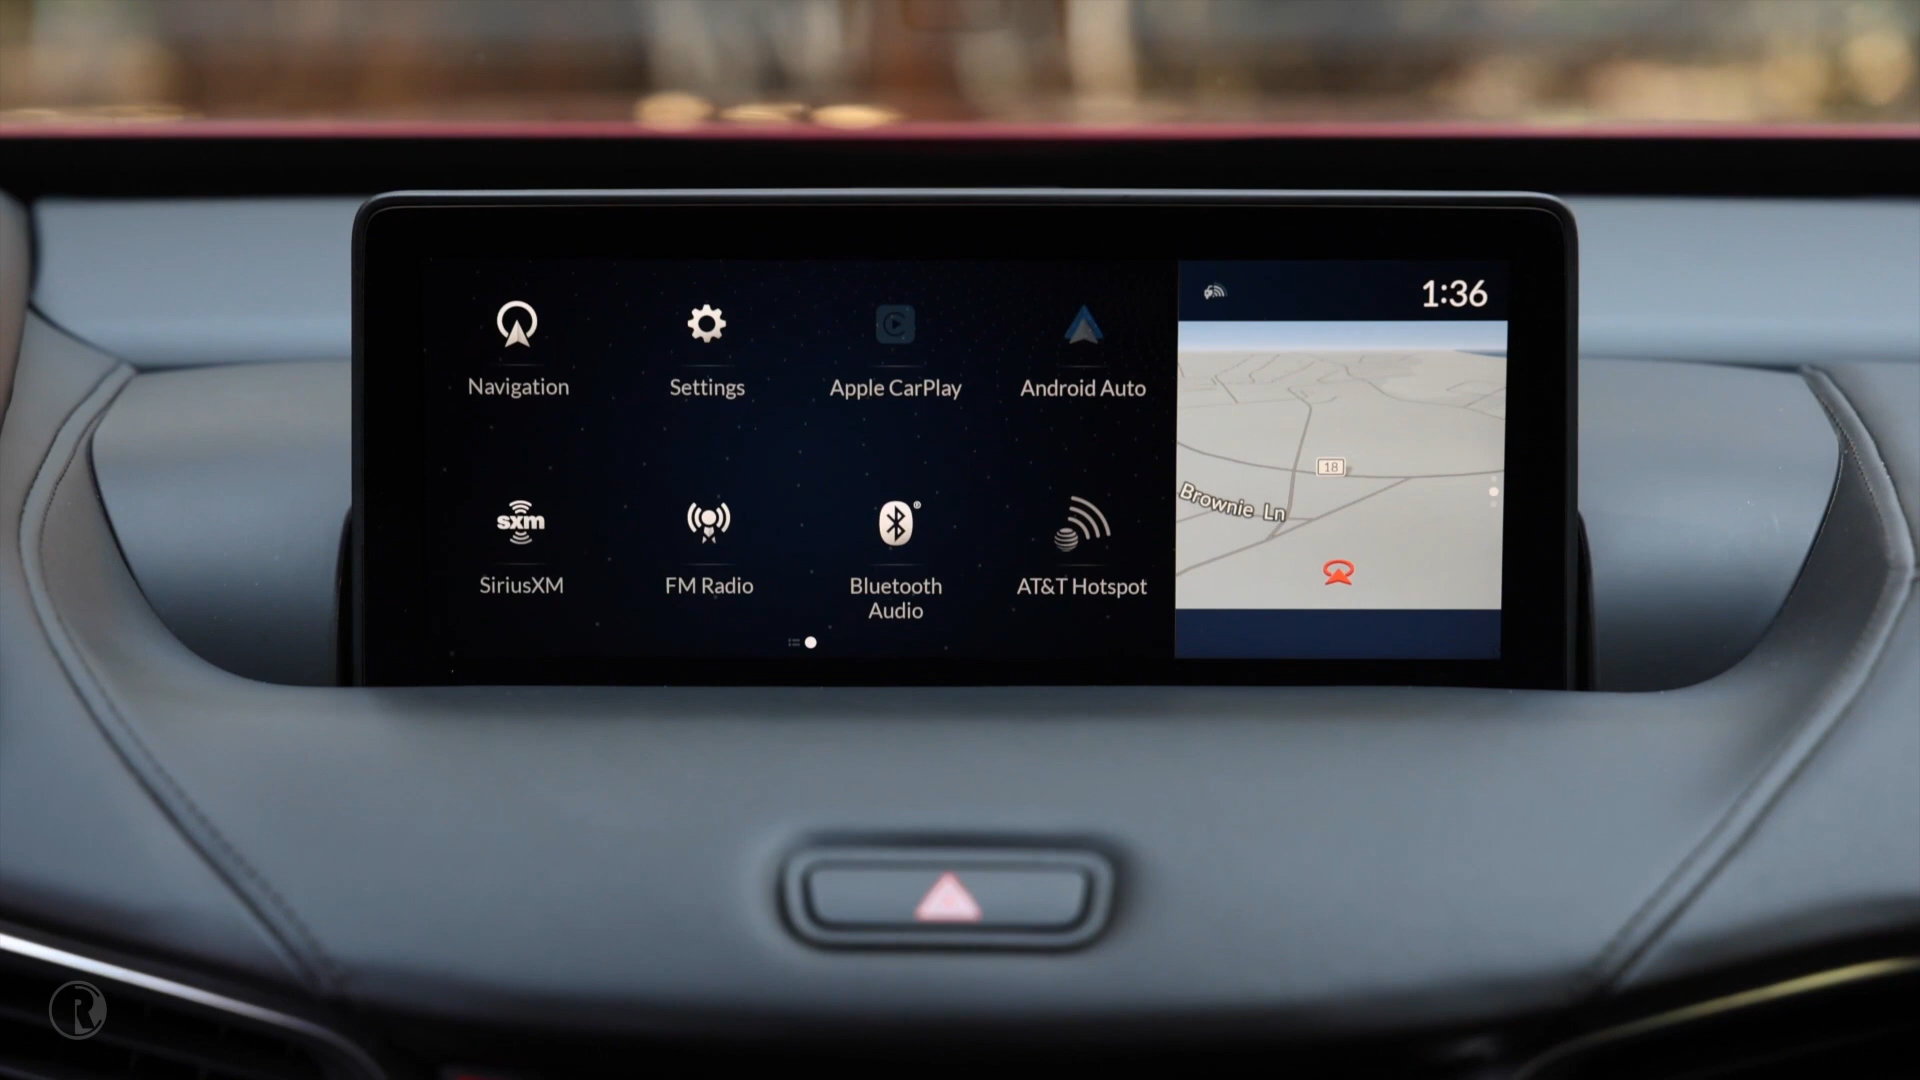 1:36
Navigation
Settings
Apple CarPlay
Android Auto
18
Brownie Ln
sxm
SiriusXM
FM Radio
Bluetooth
Audio
AT&T Hotspot
R